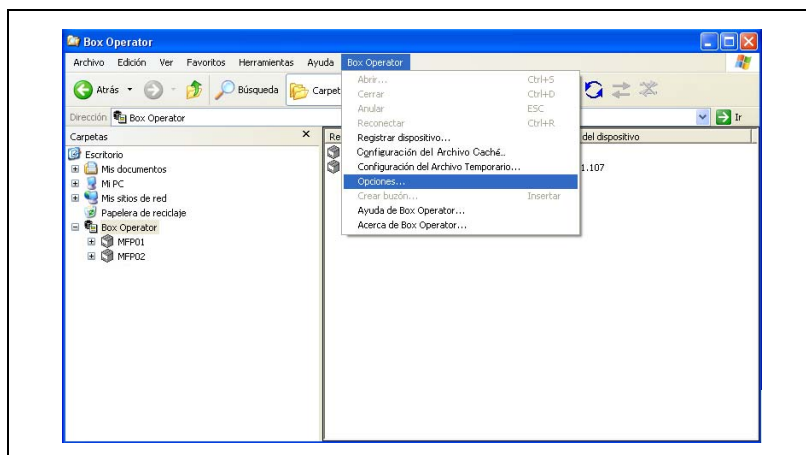 Box Operator
Archivo Edición Ver Favoritos Herramientas Ayuda Box Operator
Atrás Búsqueda
Dirección Box Operator Ir
Carpetas
Escritorio
Mis documentos
Mi PC
Mis sitios de red
Papelera de reciclaje
Box Operator
MFP01
MFP02
Abrir... Ctrl+S
Cerrar Ctrl+D
Anular ESC
Reconectar Ctrl+R
Registrar dispositivo...
Configuración del Archivo Caché..
Configuración del Archivo Temporario...
Opciones...
Crear buzón... Insertar
Ayuda de Box Operator...
Acerca de Box Operator...
del dispositivo
1.107